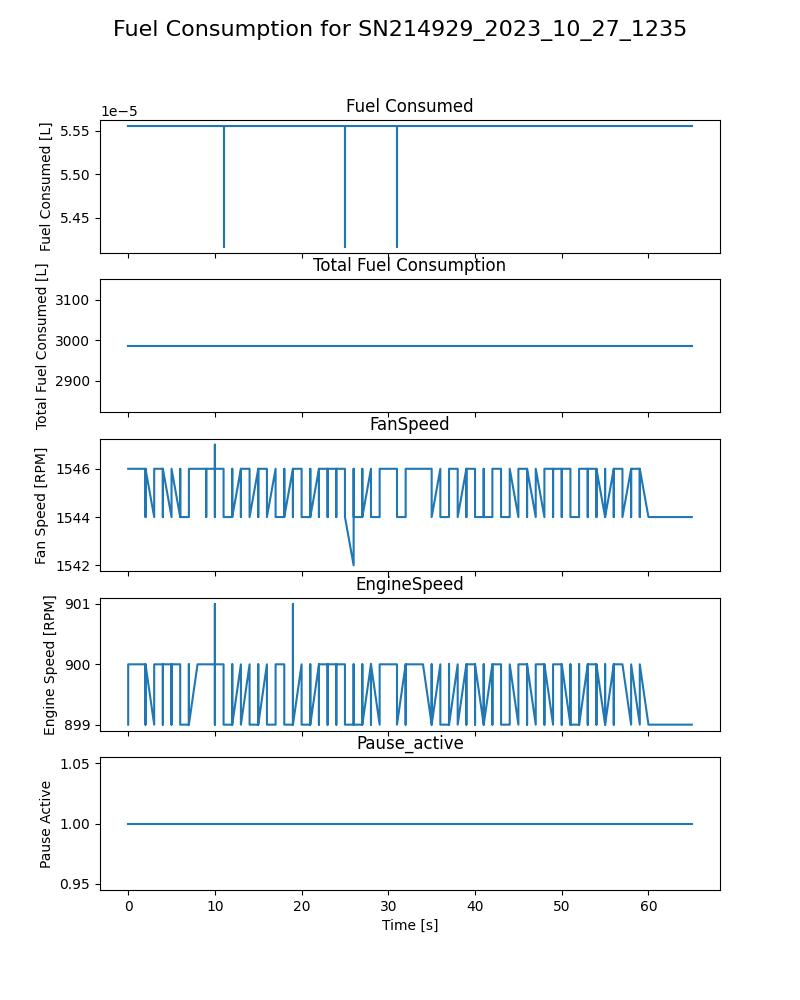 Fuel Consumption for SN214929_2023_10_27_1235
Fuel Consumed
1e−5
Fuel Consumed [L]
5.55
5.50
5.45
Total Fuel Consumption
Total Fuel Consumed [L]
3100
3000
2900
FanSpeed
Fan Speed [RPM]
1546
1544
1542
EngineSpeed
Engine Speed [RPM]
901
900
899
Pause_active
Pause Active
1.05
1.00
0.95
0 10 20 30 40 50 60
Time [s]